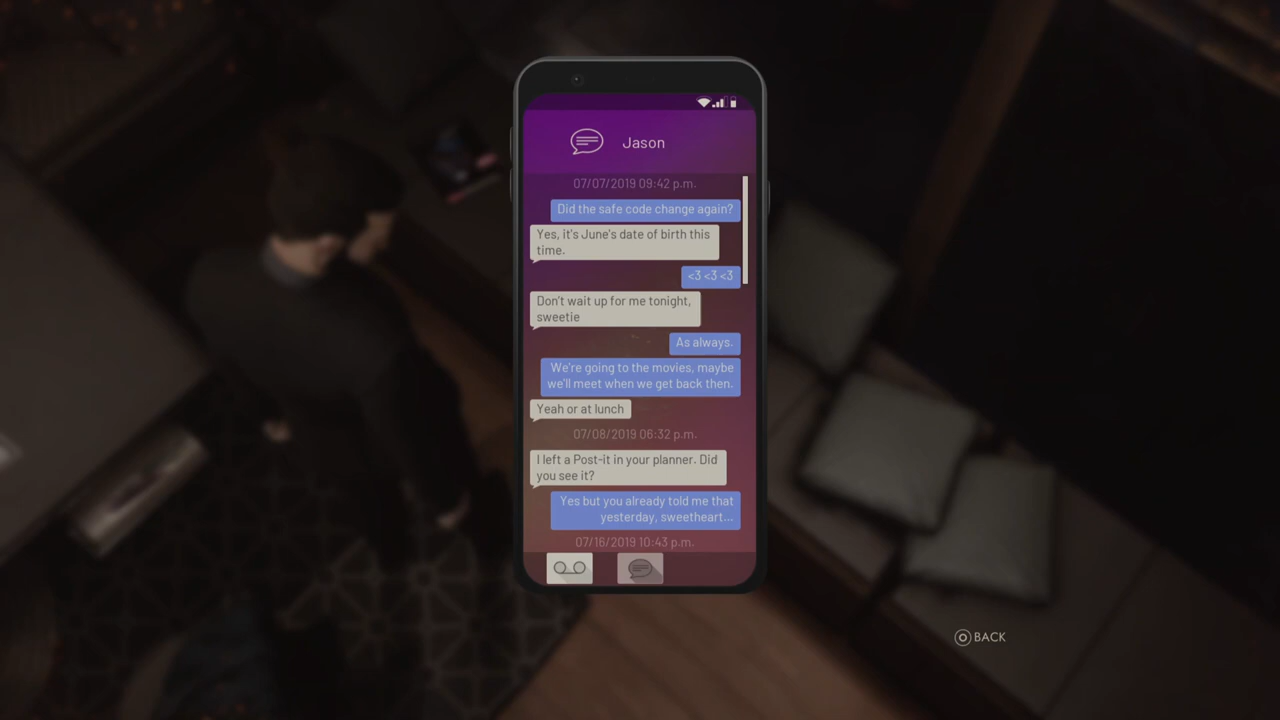 Jason
07/07/2019 09:42 p.m.
Did the safe code change again?
Yes, it's June's date of birth this
time.
<3 <3 <3
Don't wait up for me tonight,
sweetie
As always.
We're going to the movies, maybe
we'll meet when we get back then.
Yeah or at lunch
07/08/2019 06:32 p.m.
I left a Post-it in your planner. Did
you see it?
Yes but you already told me that
yesterday, sweetheart...
07/16/2019 10:43 p.m.
BACK